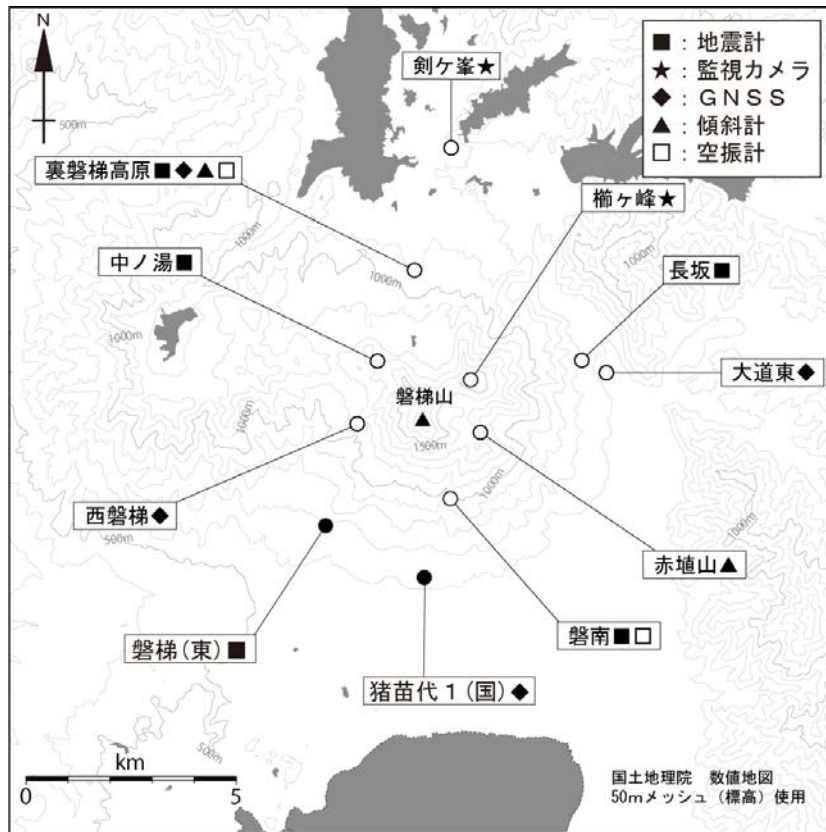 N
■：地震計
★：監視カメラ
◆：ＧＮＳＳ
▲：傾斜計
□：空振計
剣ケ峯★
500m
裏磐梯高原■◆▲□
櫛ヶ峰★
1000m
1000m
中ノ湯■
1000m
長坂■
1000m
大道東◆
磐梯山
▲
1000m
1500m
1000m
西磐梯◆
500m
1000m
赤埴山▲
磐梯（東）■
磐南■□
猪苗代１（国）◆
500m
km
0 5
国土地理院　数値地図
50mメッシュ（標高）使用